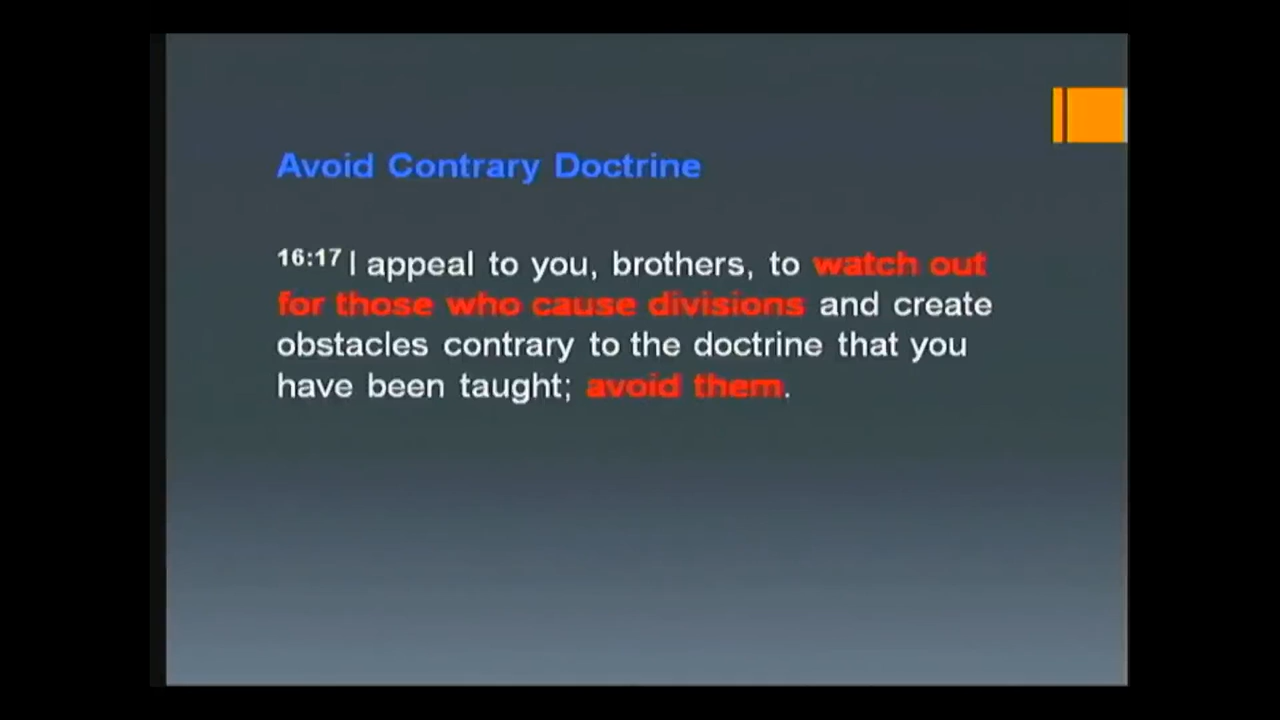 Avoid Contrary Doctrine
16:17 I appeal to you, brothers, to watch out
for those who cause divisions and create
obstacles contrary to the doctrine that you
have been taught; avoid them.